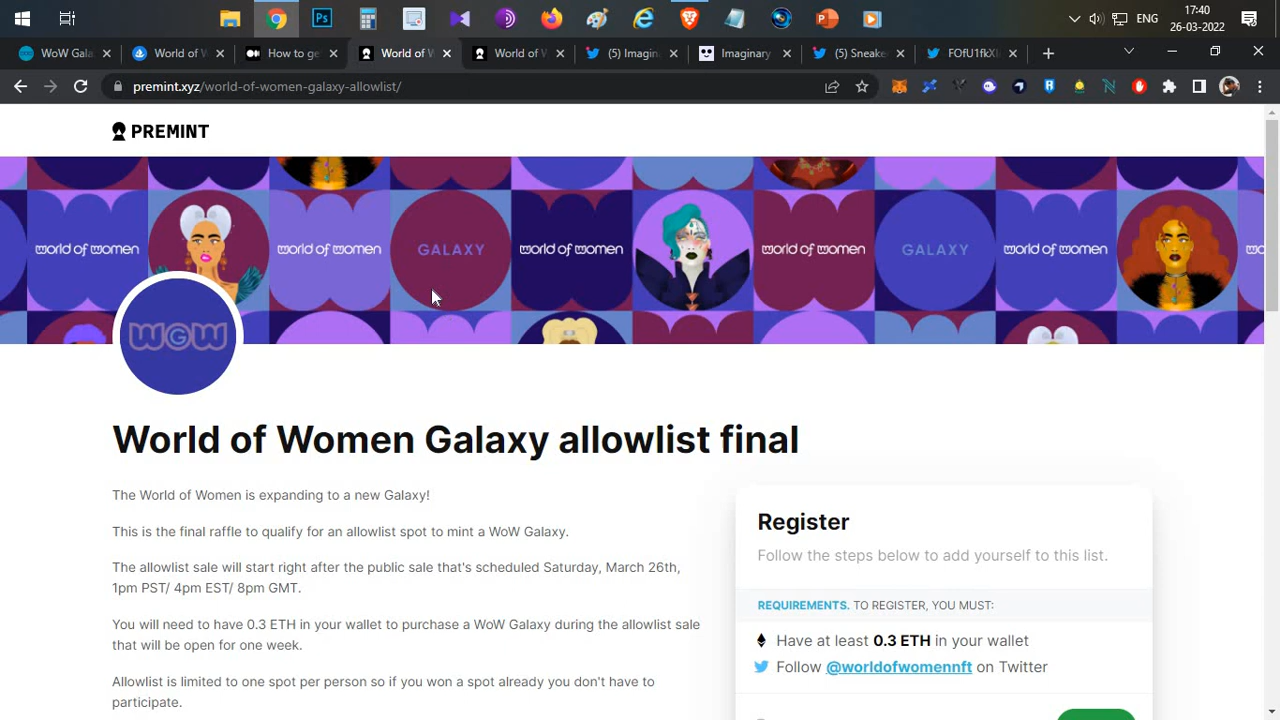 17:40
ENG
26-03-2022
WoW Gala
World of W
How to ge
World of W
World of W
(5) Imagin
Imaginary
(5) Sneake
FOfU1fkXk
premint.xyz/world-of-women-galaxy-allowlist/
PREMINT
world of women
world of women
GALAXY
world of women
world of women
GALAXY
world of women
WGW
World of Women Galaxy allowlist final
The World of Women is expanding to a new Galaxy!
This is the final raffle to qualify for an allowlist spot to mint a WoW Galaxy.
The allowlist sale will start right after the public sale that's scheduled Saturday, March 26th,
1pm PST/ 4pm EST/ 8pm GMT.
You will need to have 0.3 ETH in your wallet to purchase a WoW Galaxy during the allowlist sale
that will be open for one week.
Allowlist is limited to one spot per person so if you won a spot already you don't have to
participate.
Register
Follow the steps below to add yourself to this list.
REQUIREMENTS. TO REGISTER, YOU MUST:
Have at least 0.3 ETH in your wallet
Follow @worldofwomennft on Twitter